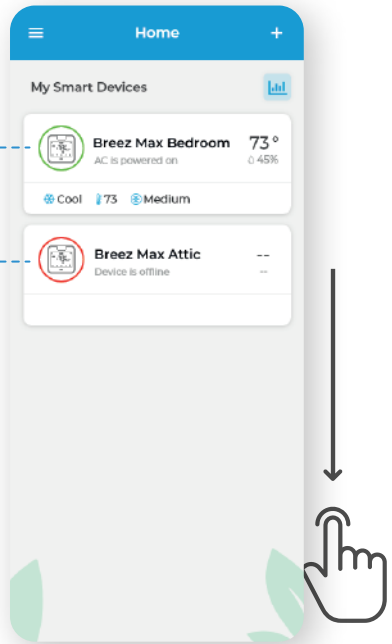 Home
My Smart Devices
Breez Max Bedroom 73°
AC is powered on 45%
Cool 73 Medium
Breez Max Attic --
Device is offline --